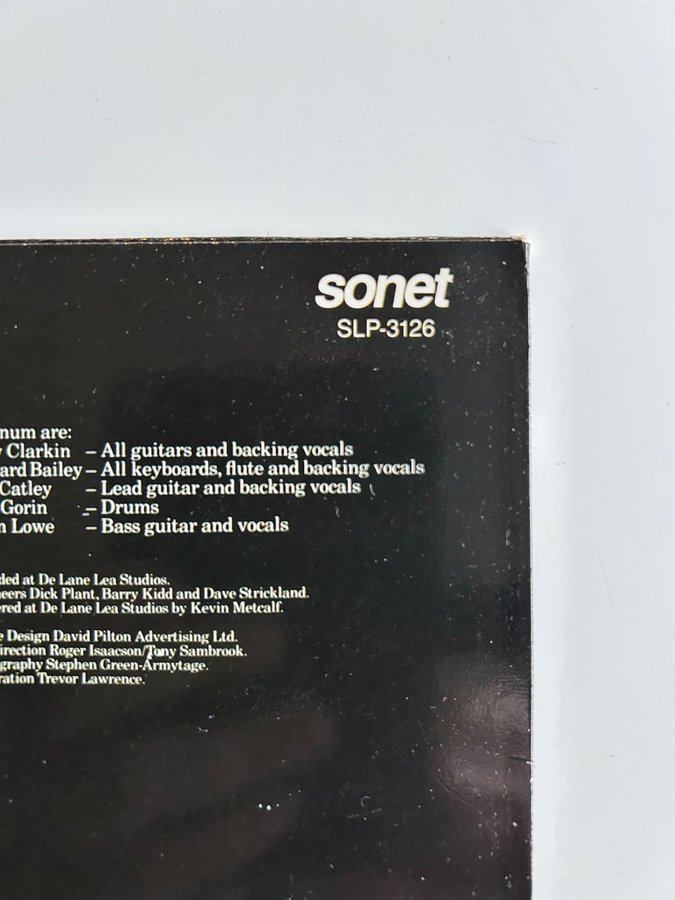 sonet
SLP-3126
num are:
Clarkin – All guitars and backing vocals
ard Bailey – All keyboards, flute and backing vocals
Catley – Lead guitar and backing vocals
Gorin – Drums
n Lowe – Bass guitar and vocals
ded at De Lane Lea Studios.
eers Dick Plant, Barry Kidd and Dave Strickland.
ered at De Lane Lea Studios by Kevin Metcalf.
e Design David Pilton Advertising Ltd.
irection Roger Isaacson/Tony Sambrook.
graphy Stephen Green-Armytage.
ration Trevor Lawrence.